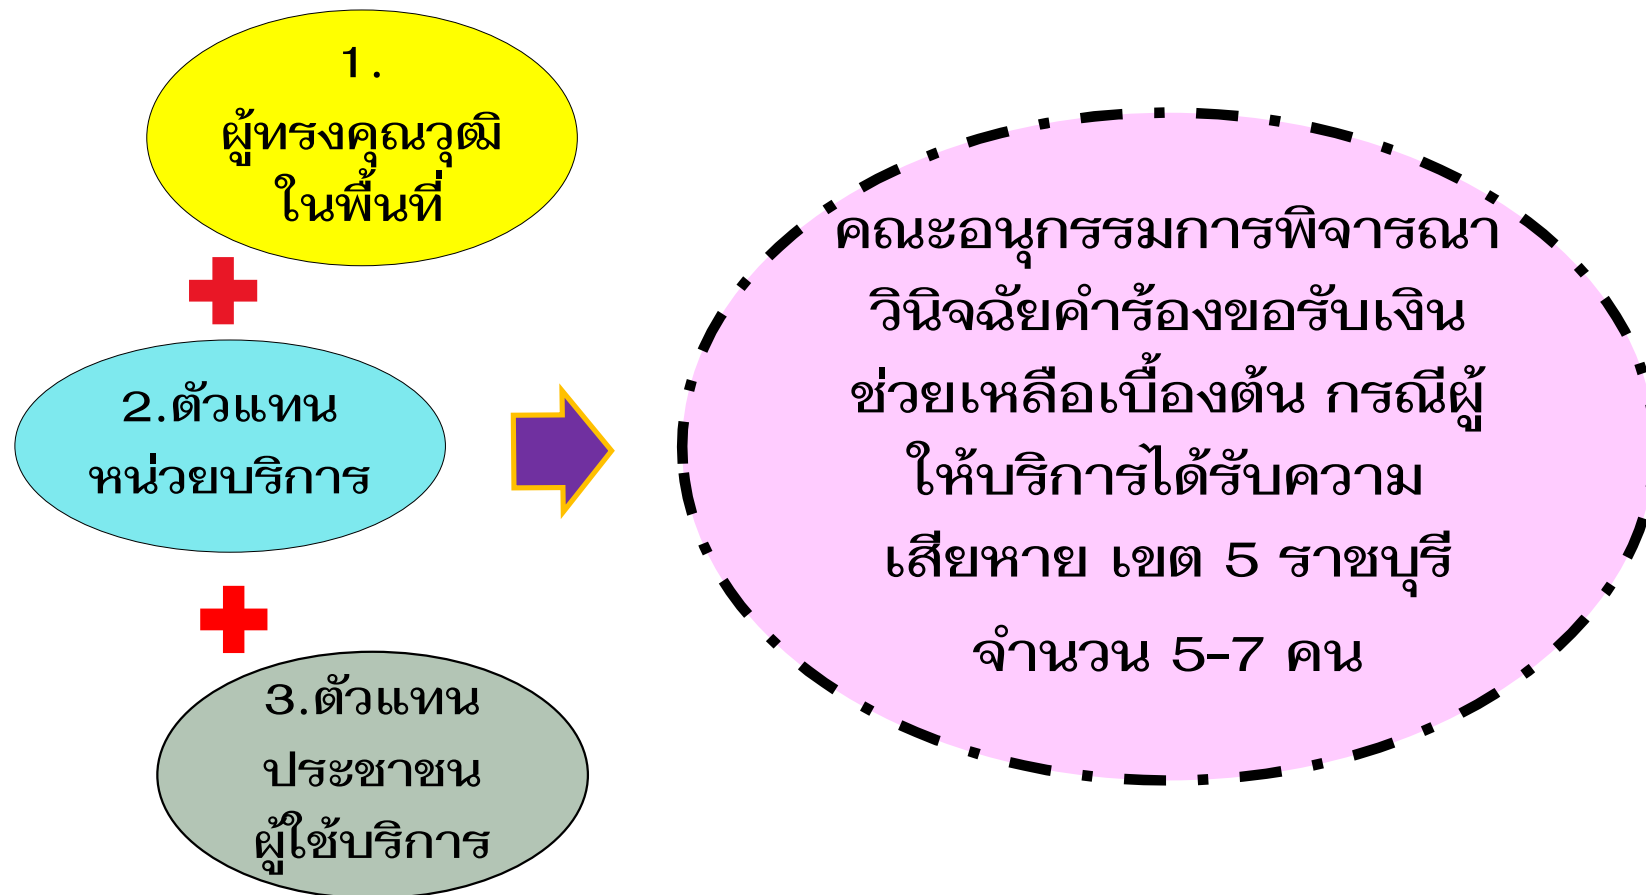 1.
ผู้ทรงคุณวุฒิ
ในพื้นที่
2.ตัวแทน
หน่วยบริการ
3.ตัวแทน
ประชาชน
ผู้ใช้บริการ
คณะอนุกรรมการพิจารณา
วินิจฉัยคำร้องขอรับเงิน
ช่วยเหลือเบื้องต้น กรณีผู้
ให้บริการได้รับความ
เสียหาย เขต 5 ราชบุรี
จำนวน 5-7 คน